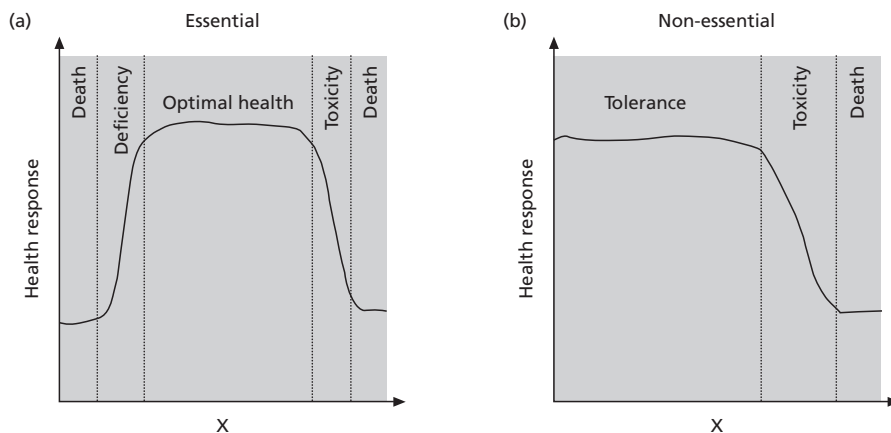 (a)
Essential
Death
Deficiency
Optimal health
Toxicity
Death
Health response
X
(b)
Non-essential
Tolerance
Toxicity
Death
Health response
X